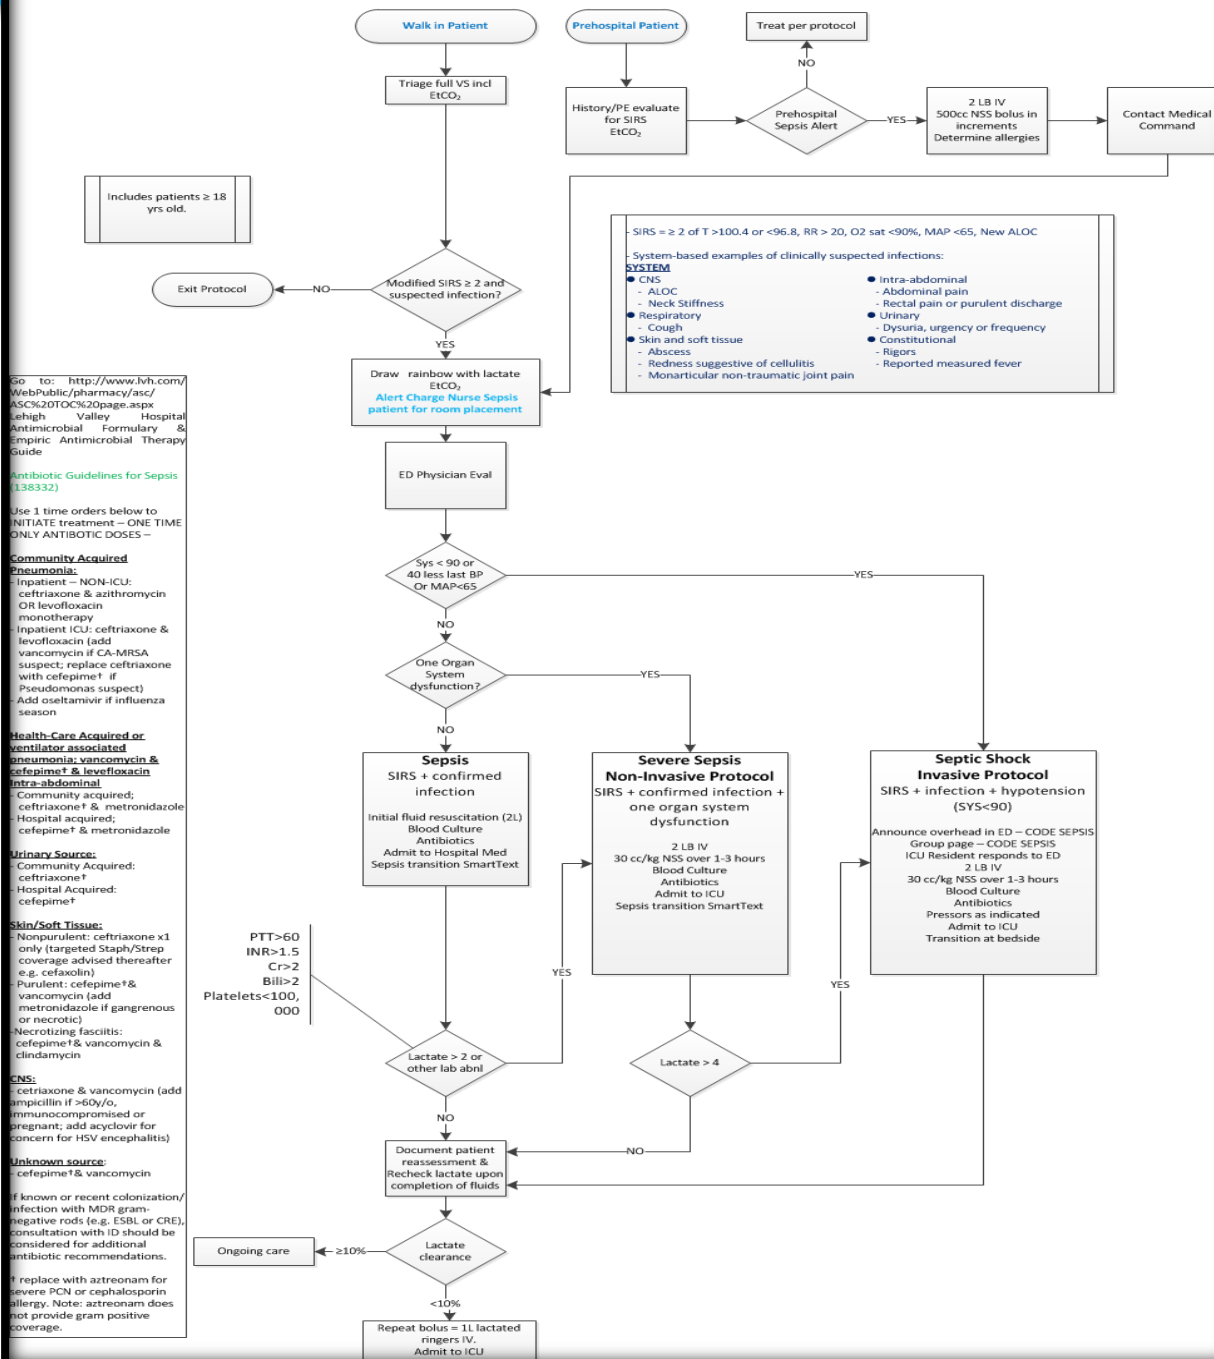 Walk in Patient
Prehospital Patient
Treat per protocol
NO
Triage full VS incl
EtCO₂
History/PE evaluate
for SIRS
EtCO₂
Prehospital
Sepsis Alert
YES
2 LB IV
500cc NSS bolus in
increments
Determine allergies
Contact Medical
Command
Includes patients ≥ 18
yrs old.
- SIRS = ≥ 2 of T >100.4 or <96.8, RR > 20, O2 sat <90%, MAP <65, New ALOC
- System-based examples of clinically suspected infections:
SYSTEM
● CNS
- ALOC
- Neck Stiffness
● Respiratory
- Cough
● Skin and soft tissue
- Abscess
- Redness suggestive of cellulitis
- Monarticular non-traumatic joint pain
● Intra-abdominal
- Abdominal pain
- Rectal pain or purulent discharge
● Urinary
- Dysuria, urgency or frequency
● Constitutional
- Rigors
- Reported measured fever
Modified SIRS ≥ 2 and
suspected infection?
NO
Exit Protocol
YES
Draw rainbow with lactate
EtCO₂
Alert Charge Nurse Sepsis
patient for room placement
ED Physician Eval
Sys < 90 or
40 less last BP
Or MAP<65
YES
NO
One Organ
System
dysfunction?
YES
NO
Sepsis
SIRS + confirmed
infection
Initial fluid resuscitation (2L)
Blood Culture
Antibiotics
Admit to Hospital Med
Sepsis transition SmartText
Severe Sepsis
Non-Invasive Protocol
SIRS + confirmed infection +
one organ system
dysfunction
2 LB IV
30 cc/kg NSS over 1-3 hours
Blood Culture
Antibiotics
Admit to ICU
Sepsis transition SmartText
Septic Shock
Invasive Protocol
SIRS + infection + hypotension
(SYS<90)
Announce overhead in ED – CODE SEPSIS
Group page – CODE SEPSIS
ICU Resident responds to ED
2 LB IV
30 cc/kg NSS over 1-3 hours
Blood Culture
Antibiotics
Pressors as indicated
Admit to ICU
Transition at bedside
PTT>60
INR>1.5
Cr>2
Bili>2
Platelets<100,
000
YES
YES
Lactate > 2 or
other lab abnl
Lactate > 4
NO
NO
Document patient
reassessment &
Recheck lactate upon
completion of fluids
Lactate
clearance
≥10%
Ongoing care
<10%
Repeat bolus = 1L lactated
ringers IV.
Admit to ICU
Go to: http://www.lvh.com/
WebPublic/pharmacy/asc/
ASC%20TOC%20page.aspx
Lehigh Valley Hospital
Antimicrobial Formulary &
Empiric Antimicrobial Therapy
Guide
Antibiotic Guidelines for Sepsis
(138332)
Use 1 time orders below to
INITIATE treatment – ONE TIME
ONLY ANTIBOTIC DOSES –
Community Acquired
Pneumonia:
- Inpatient – NON-ICU:
ceftriaxone & azithromycin
OR levofloxacin
monotherapy
- Inpatient ICU: ceftriaxone &
levofloxacin (add
vancomycin if CA-MRSA
suspect; replace ceftriaxone
with cefepime† if
Pseudomonas suspect)
- Add oseltamivir if influenza
season
Health-Care Acquired or
ventilator associated
pneumonia; vancomycin &
cefepime† & levefloxacin
Intra-abdominal
- Community acquired;
ceftriaxone† & metronidazole
- Hospital acquired;
cefepime† & metronidazole
Urinary Source:
- Community Acquired:
ceftriaxone†
- Hospital Acquired:
cefepime†
Skin/Soft Tissue:
- Nonpurulent: ceftriaxone x1
only (targeted Staph/Strep
coverage advised thereafter
e.g. cefaxolin)
- Purulent: cefepime†&
vancomycin (add
metronidazole if gangrenous
or necrotic)
-Necrotizing fasciitis:
cefepime†& vancomycin &
clindamycin
CNS:
- cetriaxone & vancomycin (add
ampicillin if >60y/o,
immunocompromised or
pregnant; add acyclovir for
concern for HSV encephalitis)
Unknown source:
- cefepime†& vancomycin
If known or recent colonization/
infection with MDR gram-
negative rods (e.g. ESBL or CRE),
consultation with ID should be
considered for additional
antibiotic recommendations.
† replace with aztreonam for
severe PCN or cephalosporin
allergy. Note: aztreonam does
not provide gram positive
coverage.